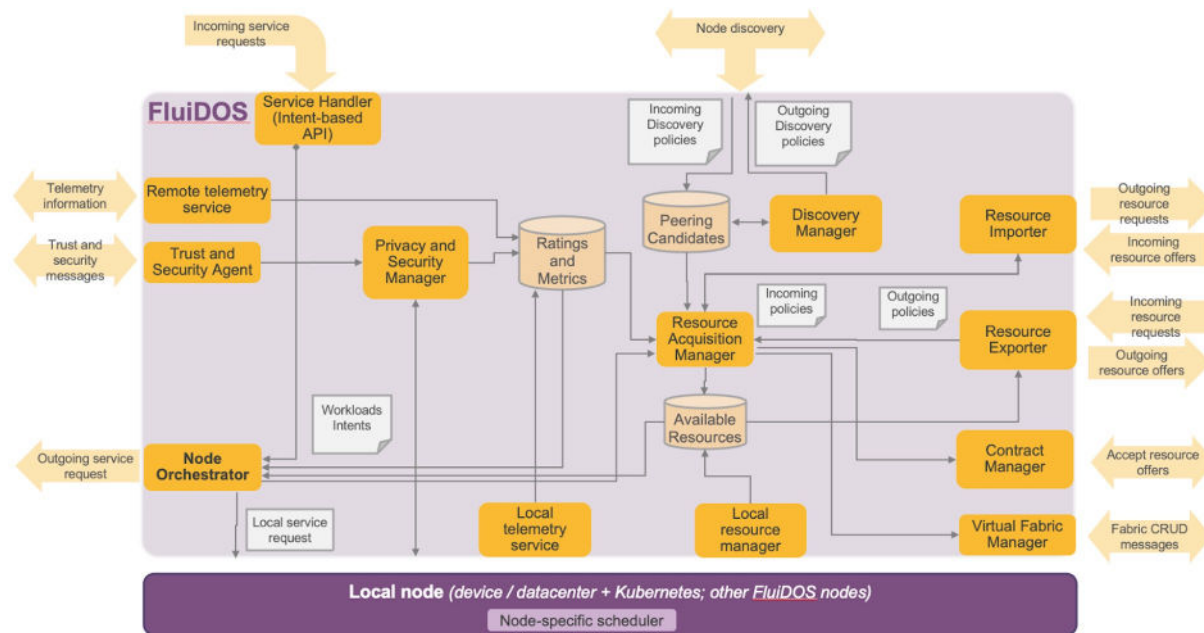 Incoming service
requests
Node discovery
FluiDOS
Service Handler
(Intent-based
API)
Incoming
Discovery
policies
Outgoing
Discovery
policies
Telemetry
information
Remote telemetry
service
Peering
Candidates
Discovery
Manager
Resource
Importer
Outgoing
resource
requests
Trust and
security
messages
Trust and
Security Agent
Privacy and
Security
Manager
Ratings
and
Metrics
Incoming
resource offers
Incoming
policies
Outgoing
policies
Incoming
resource
requests
Resource
Acquisition
Manager
Resource
Exporter
Outgoing
resource offers
Workloads
Intents
Available
Resources
Outgoing service
request
Node
Orchestrator
Contract
Manager
Accept resource
offers
Local service
request
Local
telemetry
service
Local
resource
manager
Virtual Fabric
Manager
Fabric CRUD
messages
Local node (device / datacenter + Kubernetes; other FluiDOS nodes)
Node-specific scheduler